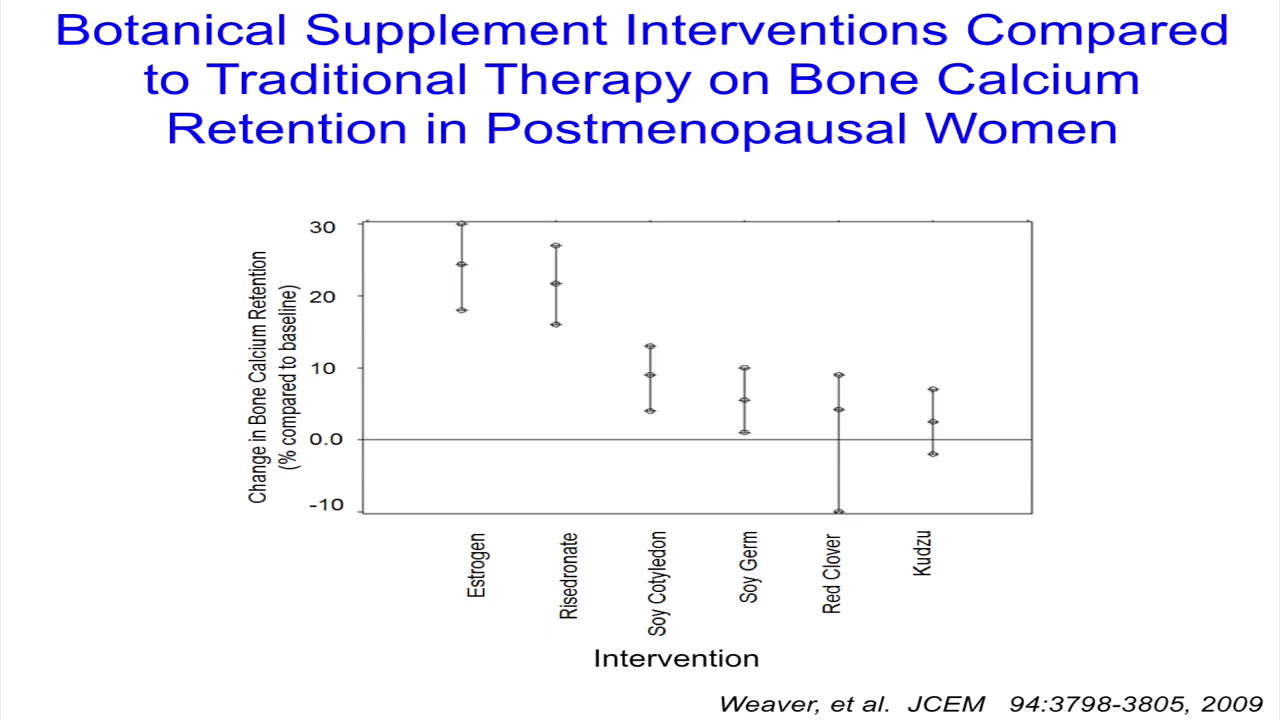 Botanical Supplement Interventions Compared
to Traditional Therapy on Bone Calcium
Retention in Postmenopausal Women
Change in Bone Calcium Retention
(% compared to baseline)
30
20
10
0.0
-10
Estrogen
Risedronate
Soy Cotyledon
Soy Germ
Red Clover
Kudzu
Intervention
Weaver, et al. JCEM 94:3798-3805, 2009